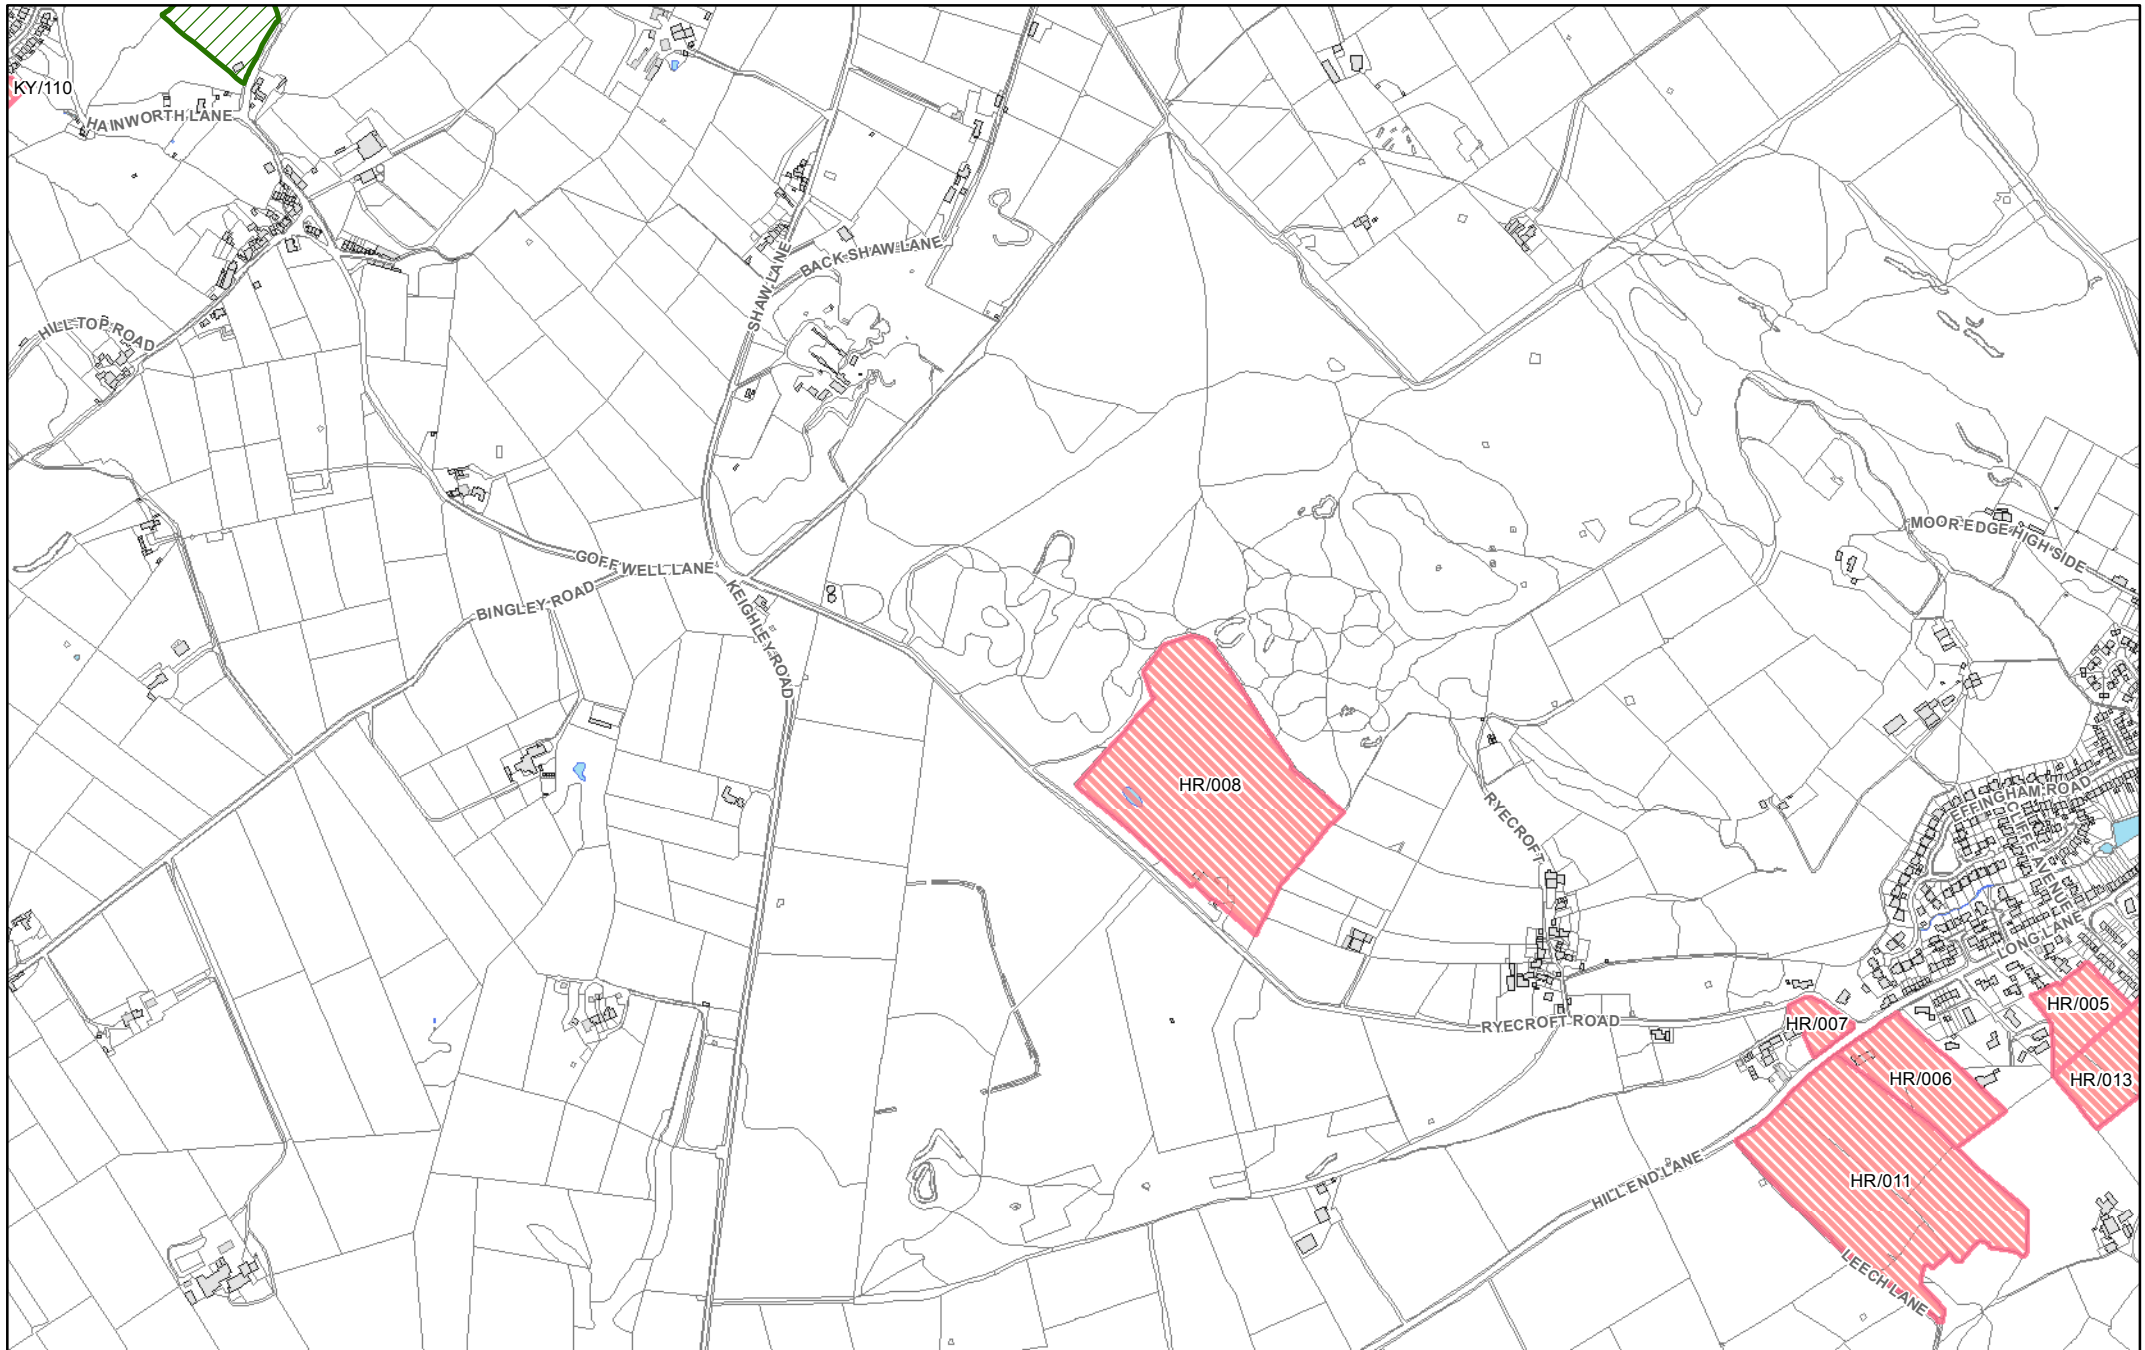 KY/110
HAINWORTH LANE
HILL TOP ROAD
SHAW LANE
BACK SHAW LANE
GOFF WELL LANE
BINGLEY ROAD
KEIGHLEY ROAD
MOOR EDGE HIGH SIDE
HR/008
RYECROFT
EFFINGHAM ROAD
CLIFFE AVENUE
LONG LANE
HR/005
RYECROFT ROAD
HR/007
HR/006
HR/013
HILL END LANE
HR/011
LEECH LANE